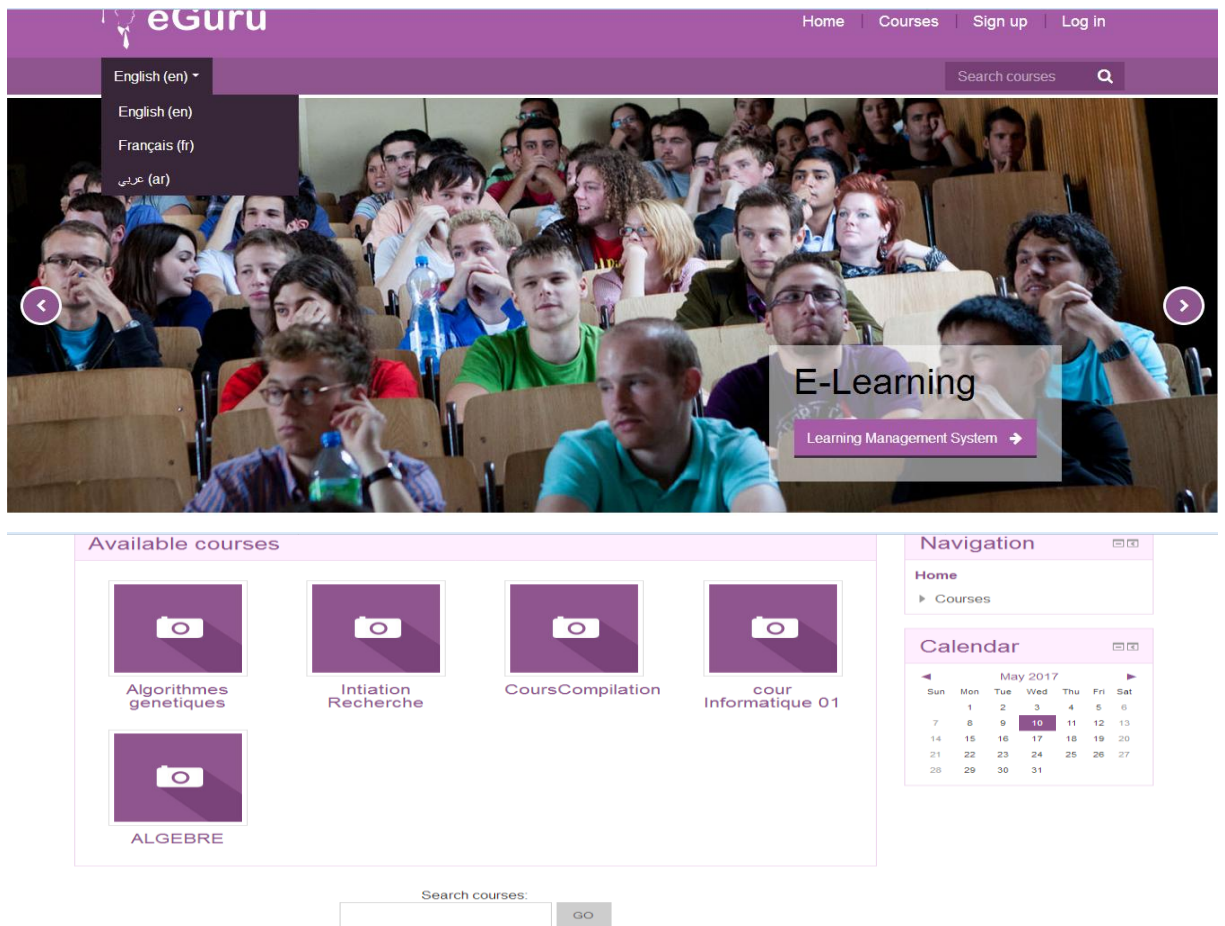 eGuru
Home | Courses | Sign up | Log in
English (en)
Search courses
English (en)
Français (fr)
عربي (ar)
E-Learning
Learning Management System
Available courses
Algorithmes
genetiques
Intiation
Recherche
CoursCompilation
cour
Informatique 01
ALGEBRE
Search courses:
GO
Navigation
Home
Courses
Calendar
May 2017
Sun Mon Tue Wed Thu Fri Sat
1 2 3 4 5 6
7 8 9 10 11 12 13
14 15 16 17 18 19 20
21 22 23 24 25 26 27
28 29 30 31